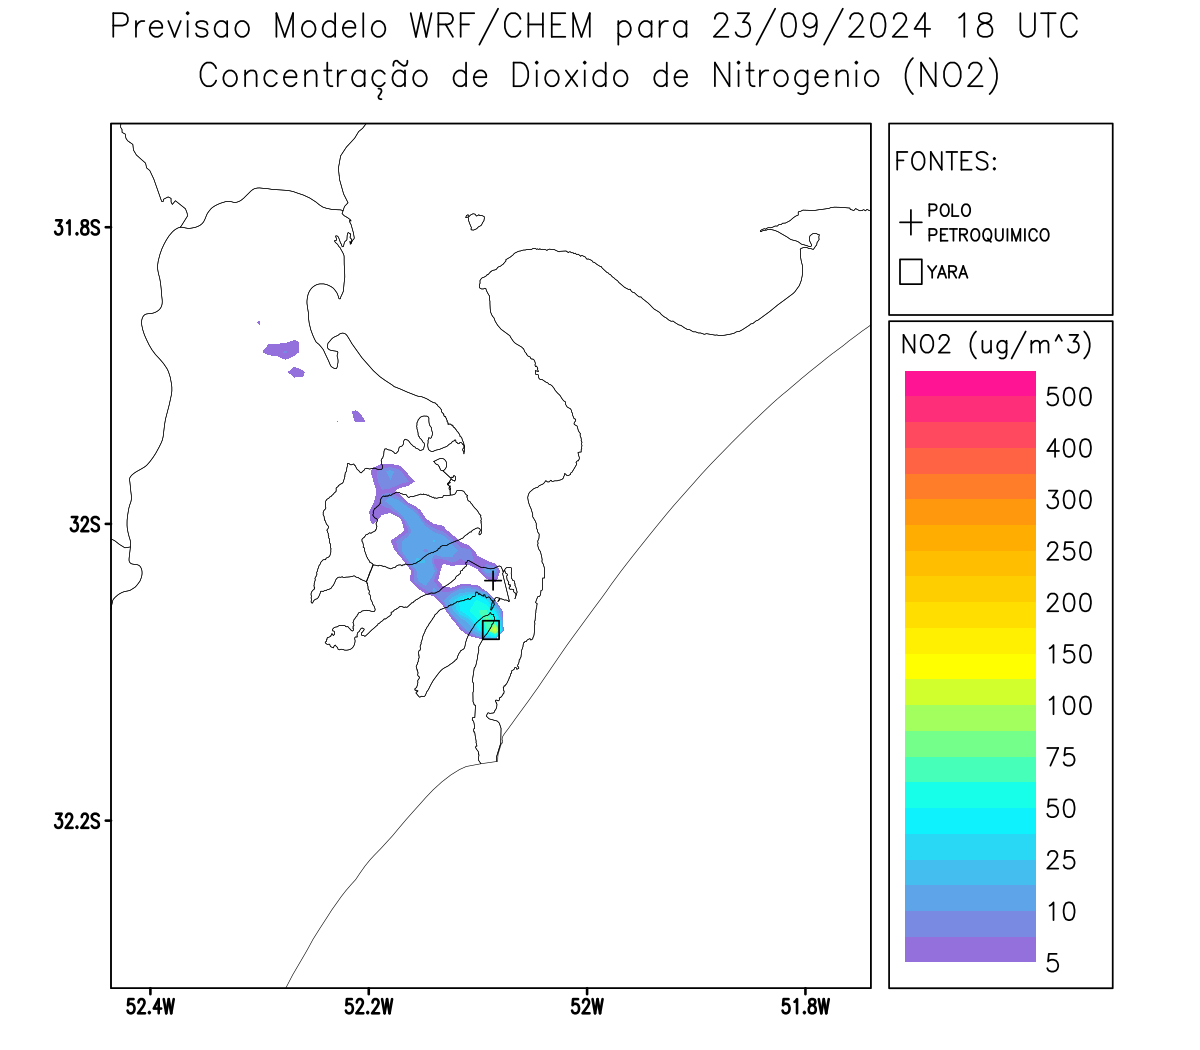 Previsao Modelo WRF/CHEM para 23/09/2024 18 UTC
Concentração de Dioxido de Nitrogenio (NO2)
FONTES:
POLO
PETROQUIMICO
YARA
31.8S
32S
32.2S
52.4W
52.2W
52W
51.8W
NO2 (ug/m^3)
500
400
300
250
200
150
100
75
50
25
10
5